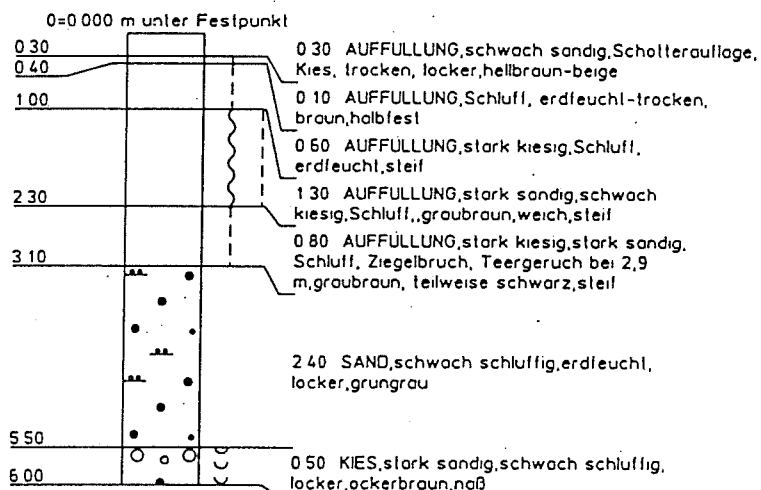 0=0 000 m unter Festpunkt
0 30
0 40
1 00
2 30
3 10
5 50
6 00
0 30 AUFFÜLLUNG,schwach sandig,Schotterauflage,
Kies, trocken, locker,hellbraun-beige
0 10 AUFFÜLLUNG,Schluff, erdfeucht-trocken,
braun,halbfest
0 60 AUFFÜLLUNG,stark kiesig,Schluff,
erdfeucht,steif
1 30 AUFFÜLLUNG,stark sandig,schwach
kiesig,Schluff,,graubraun,weich,steif
0 80 AUFFÜLLUNG,stark kiesig,stark sandig,
Schluff, Ziegelbruch, Teergeruch bei 2,9
m,graubraun, teilweise schwarz,steif
2 40 SAND,schwach schluffig,erdfeucht,
locker,grungrau
0 50 KIES,stark sandig,schwach schluffig,
locker,ockerbraun,naß